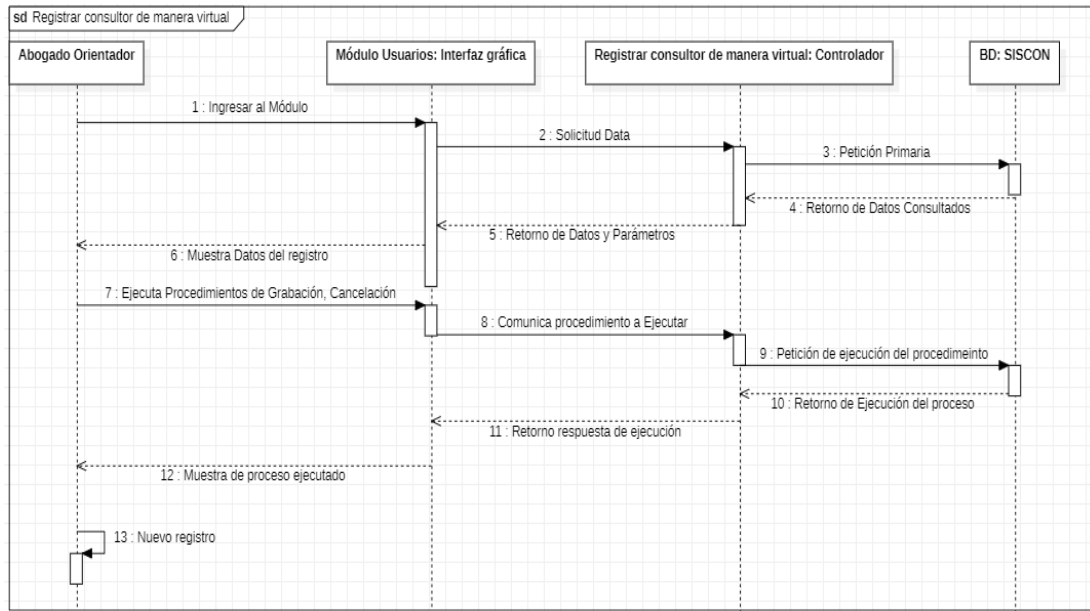 sd Registrar consultor de manera virtual
Abogado Orientador
Módulo Usuarios: Interfaz gráfica
Registrar consultor de manera virtual: Controlador
BD: SISCON
1 : Ingresar al Módulo
2 : Solicitud Data
3 : Petición Primaria
4 : Retorno de Datos Consultados
5 : Retorno de Datos y Parámetros
6 : Muestra Datos del registro
7 : Ejecuta Procedimientos de Grabación, Cancelación
8 : Comunica procedimiento a Ejecutar
9 : Petición de ejecución del procedimeinto
10 : Retorno de Ejecución del proceso
11 : Retorno respuesta de ejecución
12 : Muestra de proceso ejecutado
13 : Nuevo registro